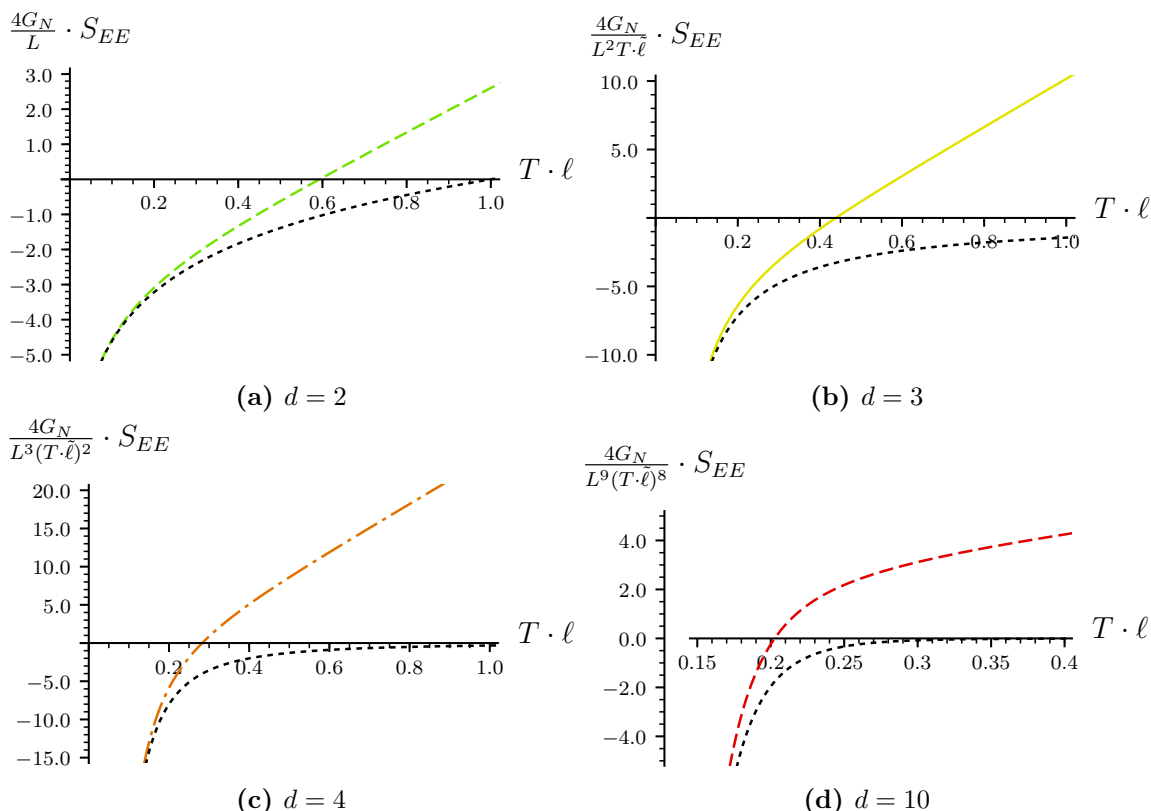 4G_N/L · S_EE
3.0
2.0
1.0
−1.0
−2.0
−3.0
−4.0
−5.0
0.2 0.4 0.6 0.8 1.0
T · ℓ
(a) d = 2
4G_N/L²T·ℓ̃ · S_EE
10.0
5.0
−5.0
−10.0
0.2 0.4 0.6 0.8 1.0
T · ℓ
(b) d = 3
4G_N/L³(T·ℓ̃)² · S_EE
20.0
15.0
10.0
5.0
−5.0
−10.0
−15.0
0.2 0.4 0.6 0.8 1.0
T · ℓ
(c) d = 4
4G_N/L⁹(T·ℓ̃)⁸ · S_EE
4.0
2.0
0.0
−2.0
−4.0
0.15 0.2 0.25 0.3 0.35 0.4
T · ℓ
(d) d = 10